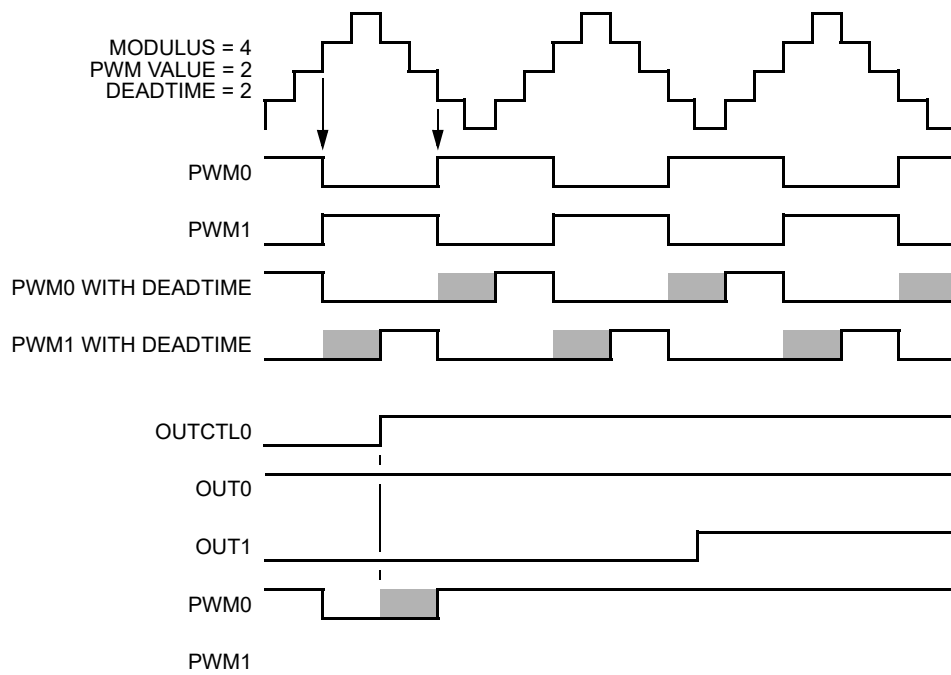 MODULUS = 4
PWM VALUE = 2
DEADTIME = 2
PWM0
PWM1
PWM0 WITH DEADTIME
PWM1 WITH DEADTIME
OUTCTL0
OUT0
OUT1
PWM0
PWM1